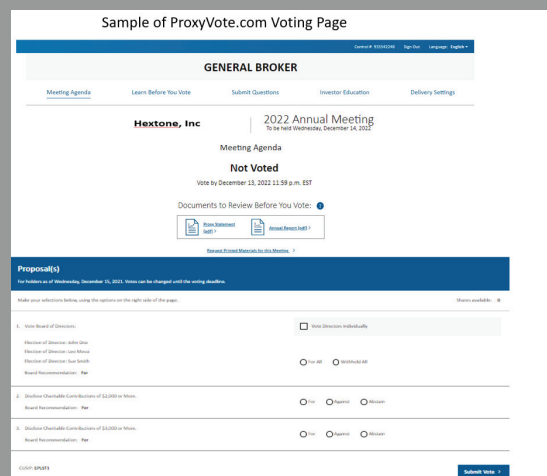 Sample of ProxyVote.com Voting Page
Control # 935541246 Sign Out Language: English
GENERAL BROKER
Meeting Agenda Learn Before You Vote Submit Questions Investor Education Delivery Settings
Hextone, Inc
2022 Annual Meeting
To be held Wednesday, December 14, 2022
Meeting Agenda
Not Voted
Vote by December 13, 2022 11:59 p.m. EST
Documents to Review Before You Vote:
Proxy Statement (pdf) >
Annual Report (pdf) >
Request Printed Materials for this Meeting >
Proposal(s)
For holders as of Wednesday, December 15, 2021. Votes can be changed until the voting deadline.
Make your selections below, using the options on the right side of the page. Shares available: 0
1. Vote Board of Directors: Vote Directors Individually
Election of Director: John Doe
Election of Director:
Election of Director: Sue Smith For All Withhold All
Board Recommendation: For
2. Disclose Charitable Contributions of $2,000 or More. For Against Abstain
Board Recommendation: For
3. Disclose Charitable Contributions of $2,000 or More. For Against Abstain
Board Recommendation: For
CUSIP:
Submit Vote >